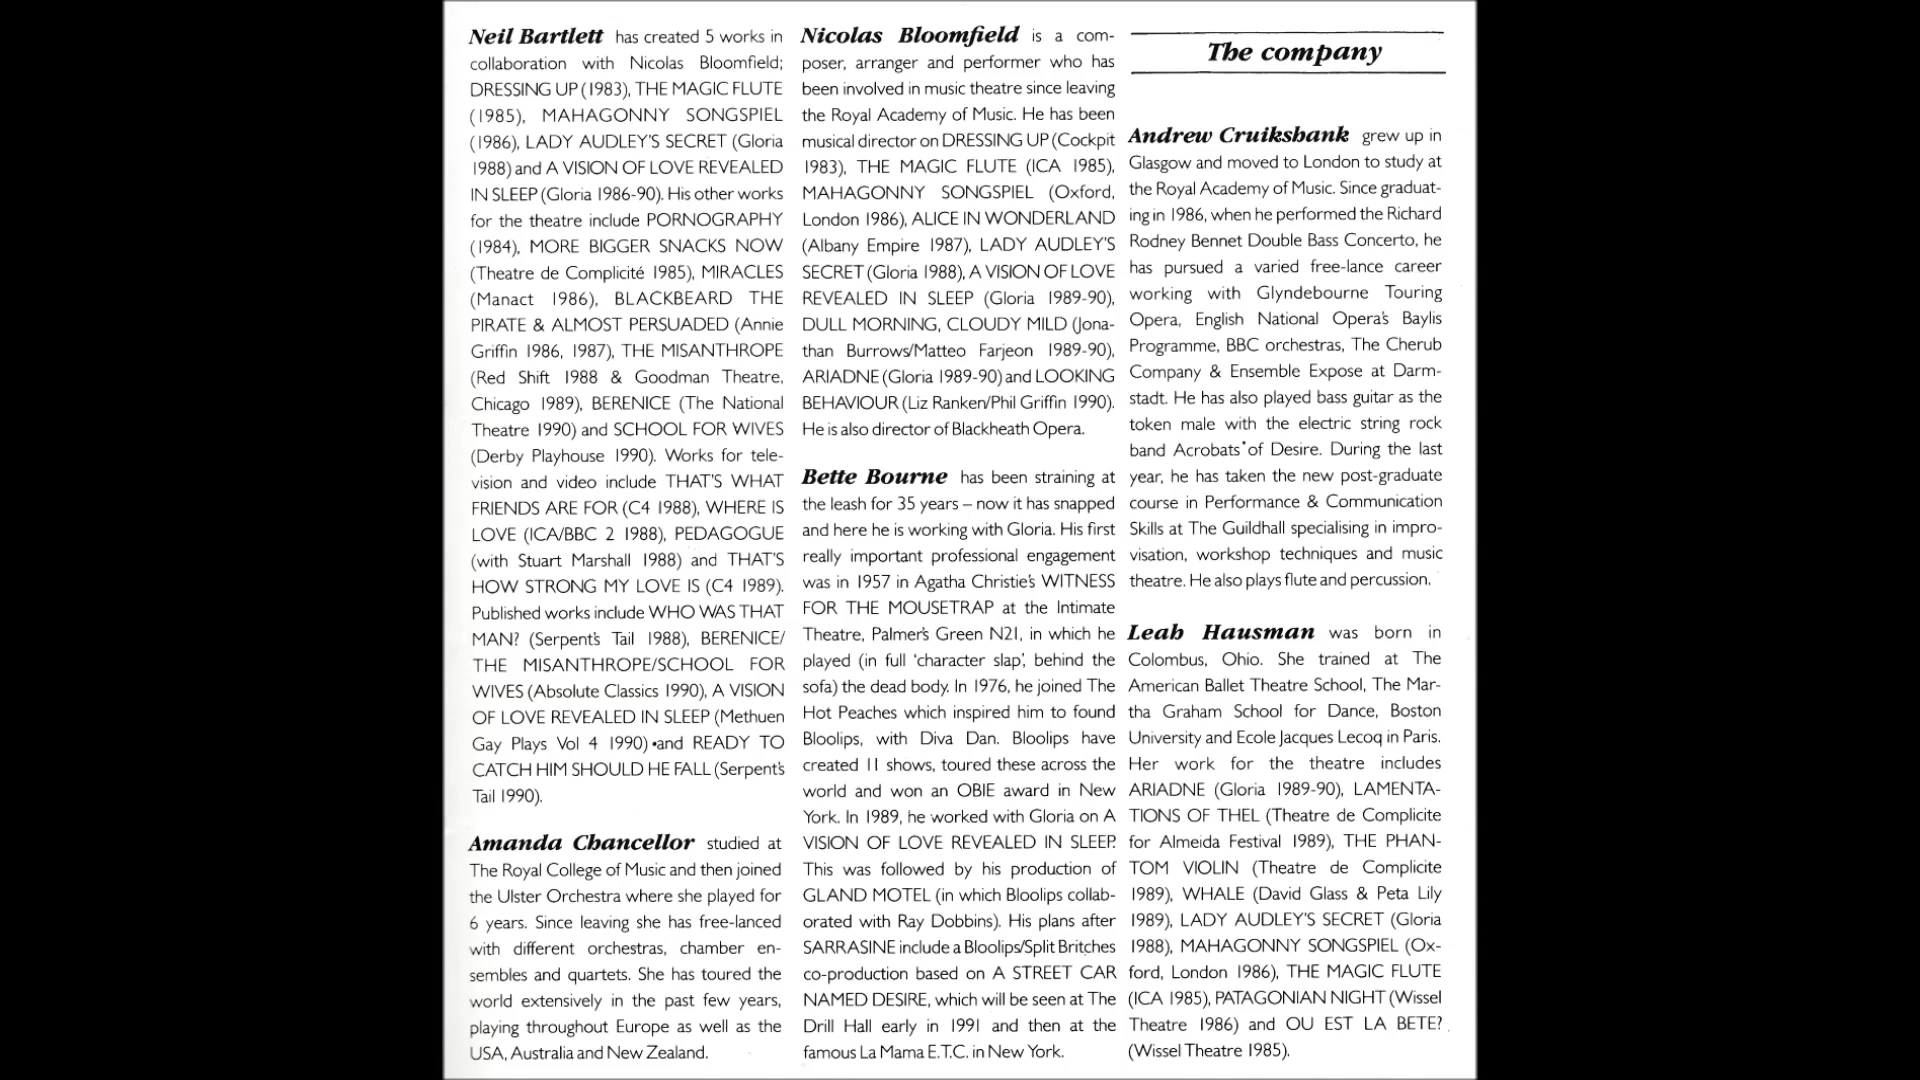 Neil Bartlett has created 5 works in
collaboration with Nicolas Bloomfield;
DRESSING UP (1983), THE MAGIC FLUTE
(1985), MAHAGONNY SONGSPIEL
(1986), LADY AUDLEY'S SECRET (Gloria
1988) and A VISION OF LOVE REVEALED
IN SLEEP (Gloria 1986-90). His other works
for the theatre include PORNOGRAPHY
(1984), MORE BIGGER SNACKS NOW
(Theatre de Complicité 1985), MIRACLES
(Manact 1986), BLACKBEARD THE
PIRATE & ALMOST PERSUADED (Annie
Griffin 1986, 1987), THE MISANTHROPE
(Red Shift 1988 & Goodman Theatre,
Chicago 1989), BERENICE (The National
Theatre 1990) and SCHOOL FOR WIVES
(Derby Playhouse 1990). Works for tele-
vision and video include THAT'S WHAT
FRIENDS ARE FOR (C4 1988), WHERE IS
LOVE (ICA/BBC 2 1988), PEDAGOGUE
(with Stuart Marshall 1988) and THAT'S
HOW STRONG MY LOVE IS (C4 1989).
Published works include WHO WAS THAT
MAN? (Serpent's Tail 1988), BERENICE/
THE MISANTHROPE/SCHOOL FOR
WIVES (Absolute Classics 1990), A VISION
OF LOVE REVEALED IN SLEEP (Methuen
Gay Plays Vol 4 1990) and READY TO
CATCH HIM SHOULD HE FALL (Serpent's
Tail 1990).
Amanda Chancellor studied at
The Royal College of Music and then joined
the Ulster Orchestra where she played for
6 years. Since leaving she has free-lanced
with different orchestras, chamber en-
sembles and quartets. She has toured the
world extensively in the past few years,
playing throughout Europe as well as the
USA, Australia and New Zealand.
Nicolas Bloomfield is a com-
poser, arranger and performer who has
been involved in music theatre since leaving
the Royal Academy of Music. He has been
musical director on DRESSING UP (Cockpit
1983), THE MAGIC FLUTE (ICA 1985),
MAHAGONNY SONGSPIEL (Oxford,
London 1986), ALICE IN WONDERLAND
(Albany Empire 1987), LADY AUDLEY'S
SECRET (Gloria 1988), A VISION OF LOVE
REVEALED IN SLEEP (Gloria 1989-90),
DULL MORNING, CLOUDY MILD (Jona-
than Burrows/Matteo Farjeon 1989-90),
ARIADNE (Gloria 1989-90) and LOOKING
BEHAVIOUR (Liz Ranken/Phil Griffin 1990).
He is also director of Blackheath Opera.
Bette Bourne has been straining at
the leash for 35 years – now it has snapped
and here he is working with Gloria. His first
really important professional engagement
was in 1957 in Agatha Christie's WITNESS
FOR THE MOUSETRAP at the Intimate
Theatre, Palmer's Green N21, in which he
played (in full 'character slap', behind the
sofa) the dead body. In 1976, he joined The
Hot Peaches which inspired him to found
Bloolips, with Diva Dan. Bloolips have
created 11 shows, toured these across the
world and won an OBIE award in New
York. In 1989, he worked with Gloria on A
VISION OF LOVE REVEALED IN SLEEP.
This was followed by his production of
GLAND MOTEL (in which Bloolips collab-
orated with Ray Dobbins). His plans after
SARRASINE include a Bloolips/Split Britches
co-production based on A STREET CAR
NAMED DESIRE, which will be seen at The
Drill Hall early in 1991 and then at the
famous La Mama E.T.C. in New York.
The company
Andrew Cruikshank grew up in
Glasgow and moved to London to study at
the Royal Academy of Music. Since graduat-
ing in 1986, when he performed the Richard
Rodney Bennet Double Bass Concerto, he
has pursued a varied free-lance career
working with Glyndebourne Touring
Opera, English National Opera's Baylis
Programme, BBC orchestras, The Cherub
Company & Ensemble Expose at Darm-
stadt. He has also played bass guitar as the
token male with the electric string rock
band Acrobats of Desire. During the last
year, he has taken the new post-graduate
course in Performance & Communication
Skills at The Guildhall specialising in impro-
visation, workshop techniques and music
theatre. He also plays flute and percussion.
Leah Hausman was born in
Colombus, Ohio. She trained at The
American Ballet Theatre School, The Mar-
tha Graham School for Dance, Boston
University and Ecole Jacques Lecoq in Paris.
Her work for the theatre includes
ARIADNE (Gloria 1989-90), LAMENTA-
TIONS OF THEL (Theatre de Complicite
for Almeida Festival 1989), THE PHAN-
TOM VIOLIN (Theatre de Complicite
1989), WHALE (David Glass & Peta Lily
1989), LADY AUDLEY'S SECRET (Gloria
1988), MAHAGONNY SONGSPIEL (Ox-
ford, London 1986), THE MAGIC FLUTE
(ICA 1985), PATAGONIAN NIGHT (Wissel
Theatre 1986) and OU EST LA BETE?
(Wissel Theatre 1985).